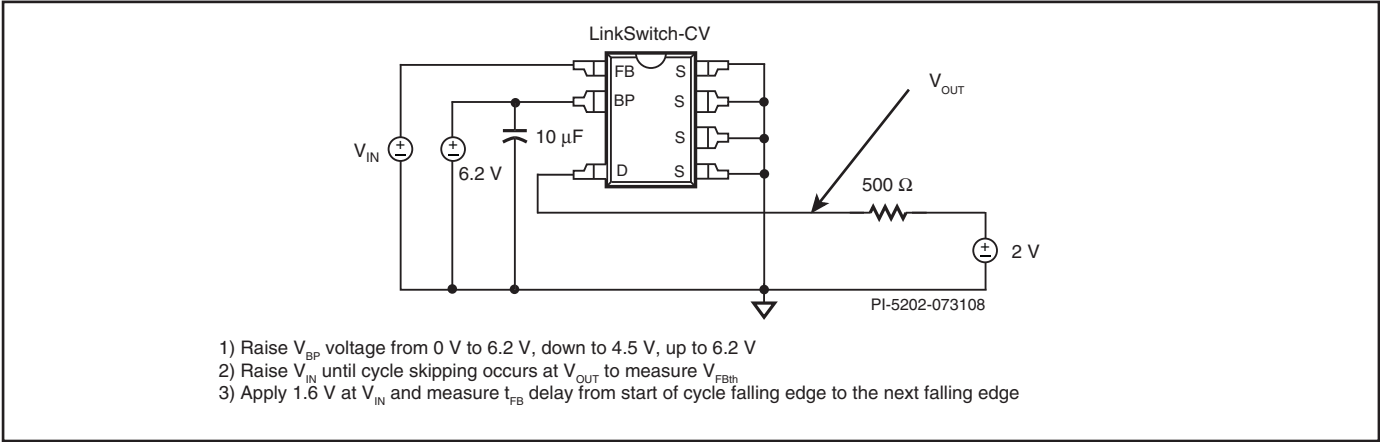 LinkSwitch-CV
FB S
BP S
S
D S
V_OUT
10 µF
V_IN
+
+
6.2 V
500 Ω
+
2 V
PI-5202-073108
1) Raise V_BP voltage from 0 V to 6.2 V, down to 4.5 V, up to 6.2 V
2) Raise V_IN until cycle skipping occurs at V_OUT to measure V_FBth
3) Apply 1.6 V at V_IN and measure t_FB delay from start of cycle falling edge to the next falling edge